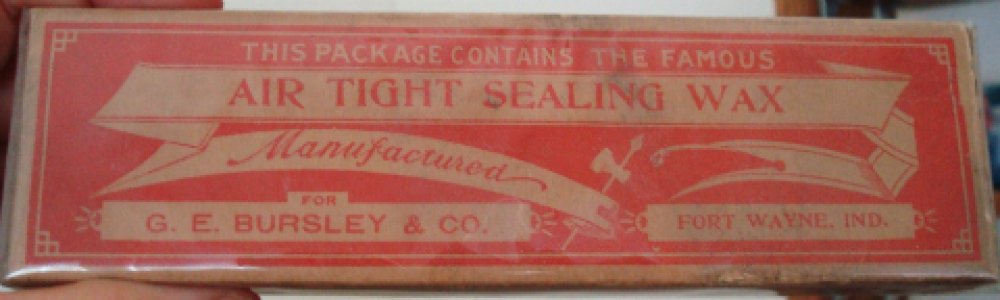 THIS PACKAGE CONTAINS THE FAMOUS
AIR TIGHT SEALING WAX
Manufactured
FOR
G. E. BURSLEY & CO.
FORT WAYNE, IND.